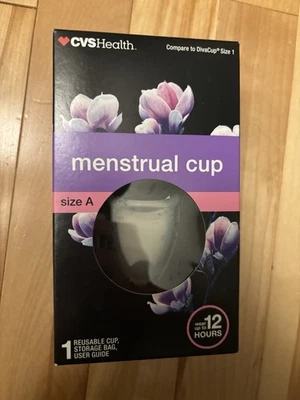 CVSHealth.
Compare to DivaCup® Size 1
menstrual cup
size A
wear
up to
12
HOURS
1 REUSABLE CUP,
STORAGE BAG,
USER GUIDE